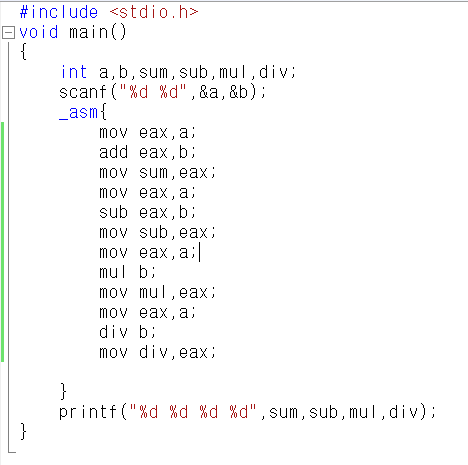 #include <stdio.h>
void main()
{
int a,b,sum,sub,mul,div;
scanf("%d %d",&a,&b);
_asm{
mov eax,a;
add eax,b;
mov sum,eax;
mov eax,a;
sub eax,b;
mov sub,eax;
mov eax,a;
mul b;
mov mul,eax;
mov eax,a;
div b;
mov div,eax;
}
printf("%d %d %d %d",sum,sub,mul,div);
}